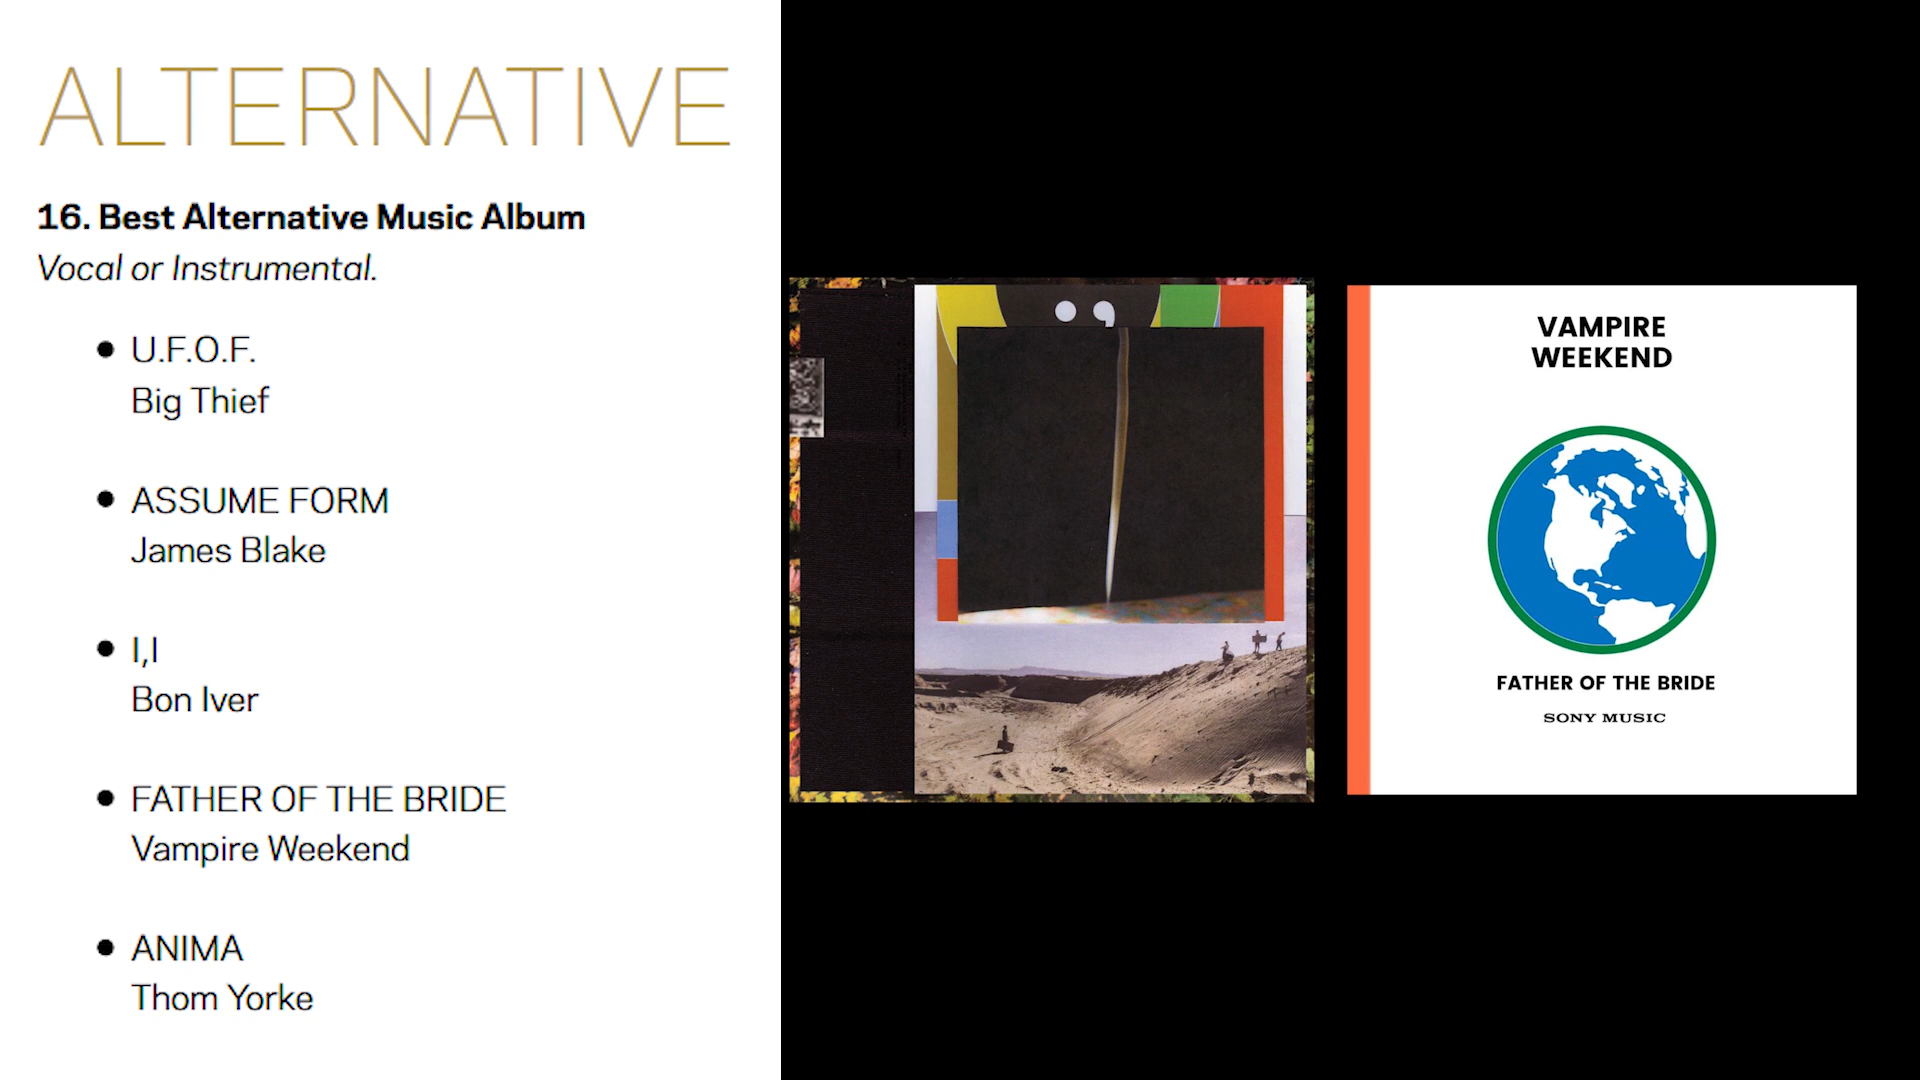 ALTERNATIVE
16. Best Alternative Music Album
Vocal or Instrumental.
● U.F.O.F.
Big Thief
● ASSUME FORM
James Blake
● I,I
Bon Iver
● FATHER OF THE BRIDE
Vampire Weekend
● ANIMA
Thom Yorke
VAMPIRE
WEEKEND
FATHER OF THE BRIDE
SONY MUSIC